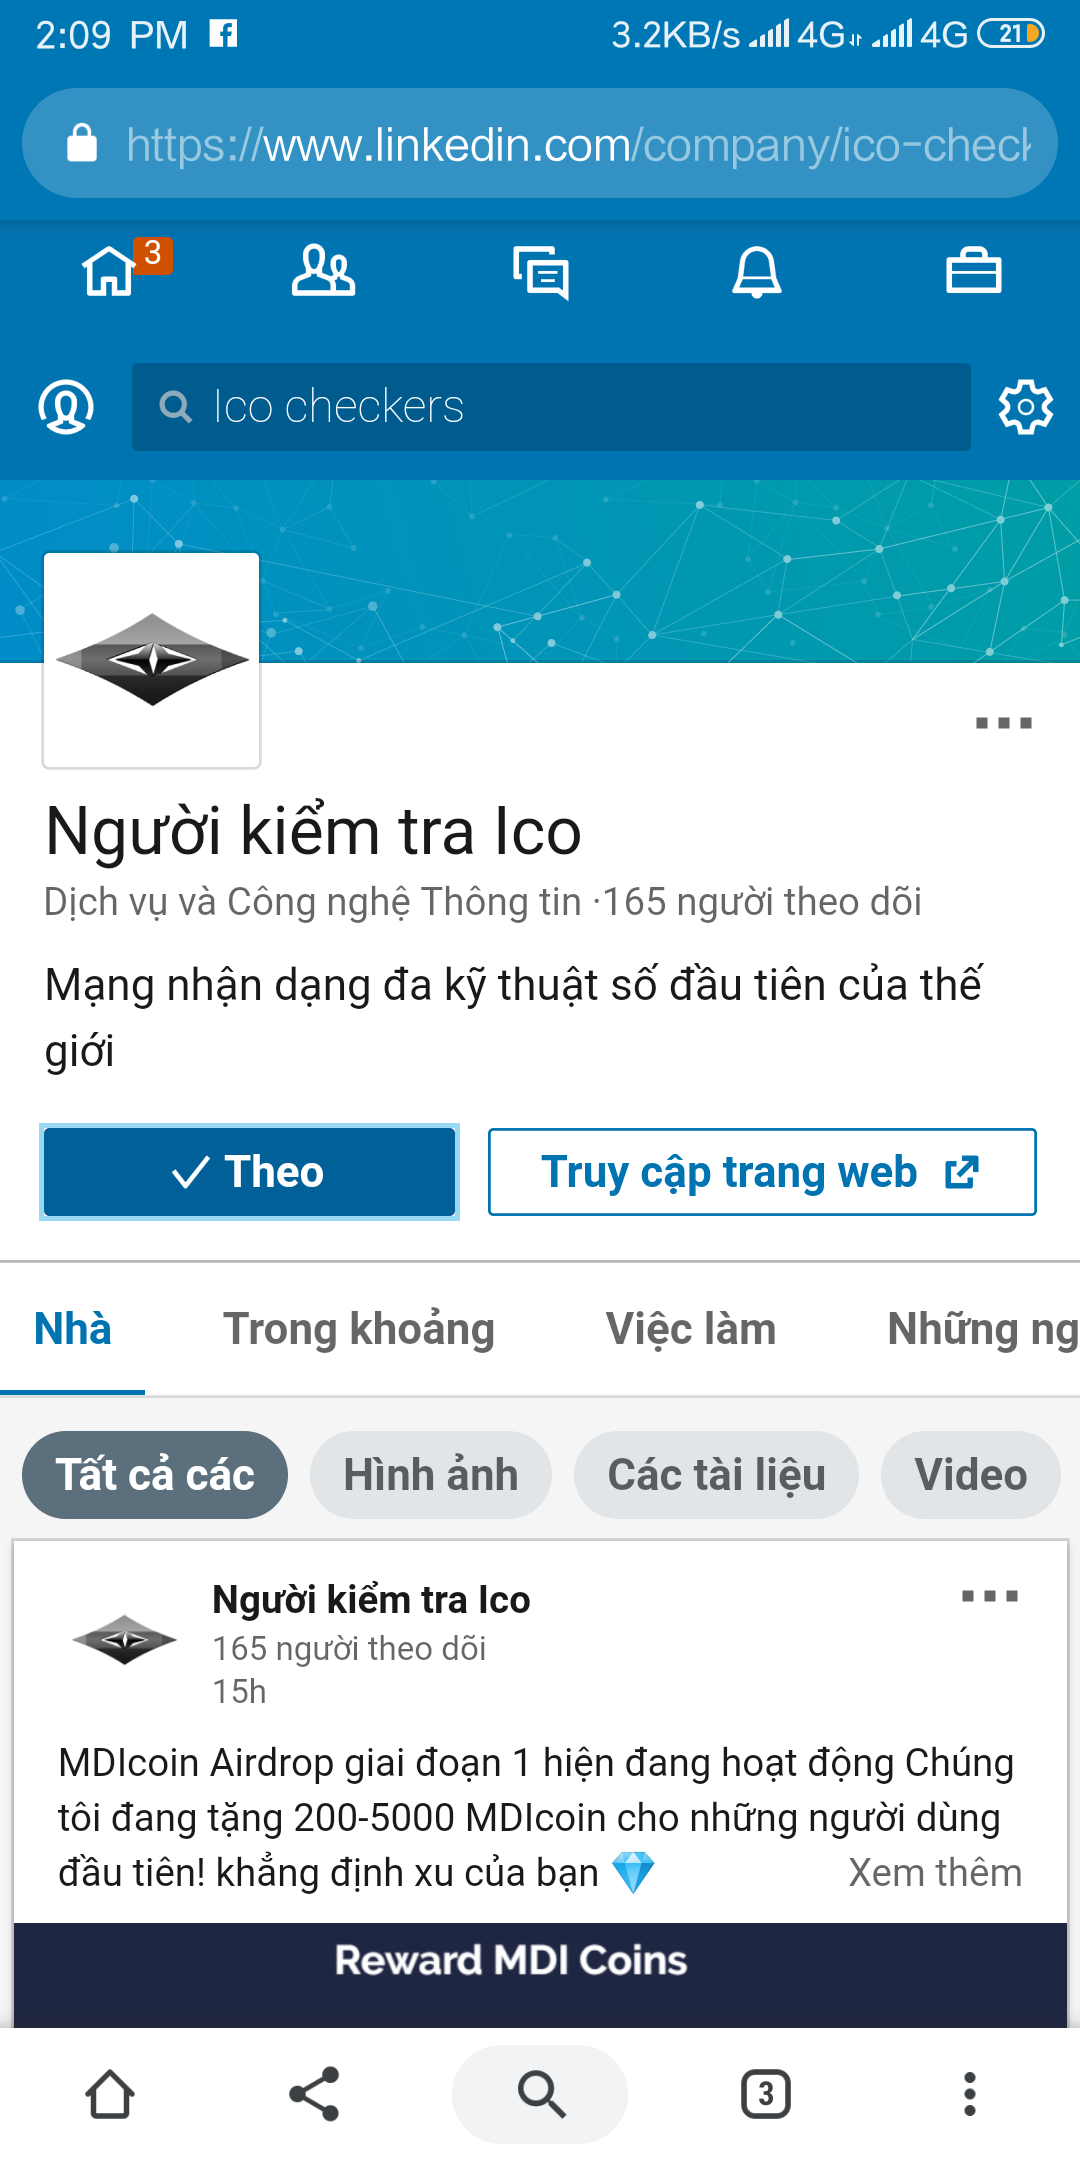 2:09 PM 3.2KB/s 4G 4G 21
https://www.linkedin.com/company/ico-check
3
Ico checkers
Người kiểm tra Ico
Dịch vụ và Công nghệ Thông tin ·165 người theo dõi
Mạng nhận dạng đa kỹ thuật số đầu tiên của thế
giới
Theo Truy cập trang web
Nhà Trong khoảng Việc làm Những ng
Tất cả các Hình ảnh Các tài liệu Video
Người kiểm tra Ico
165 người theo dõi
15h
MDIcoin Airdrop giai đoạn 1 hiện đang hoạt động Chúng
tôi đang tặng 200-5000 MDIcoin cho những người dùng
đầu tiên! khẳng định xu của bạn 💎 Xem thêm
Reward MDI Coins
3